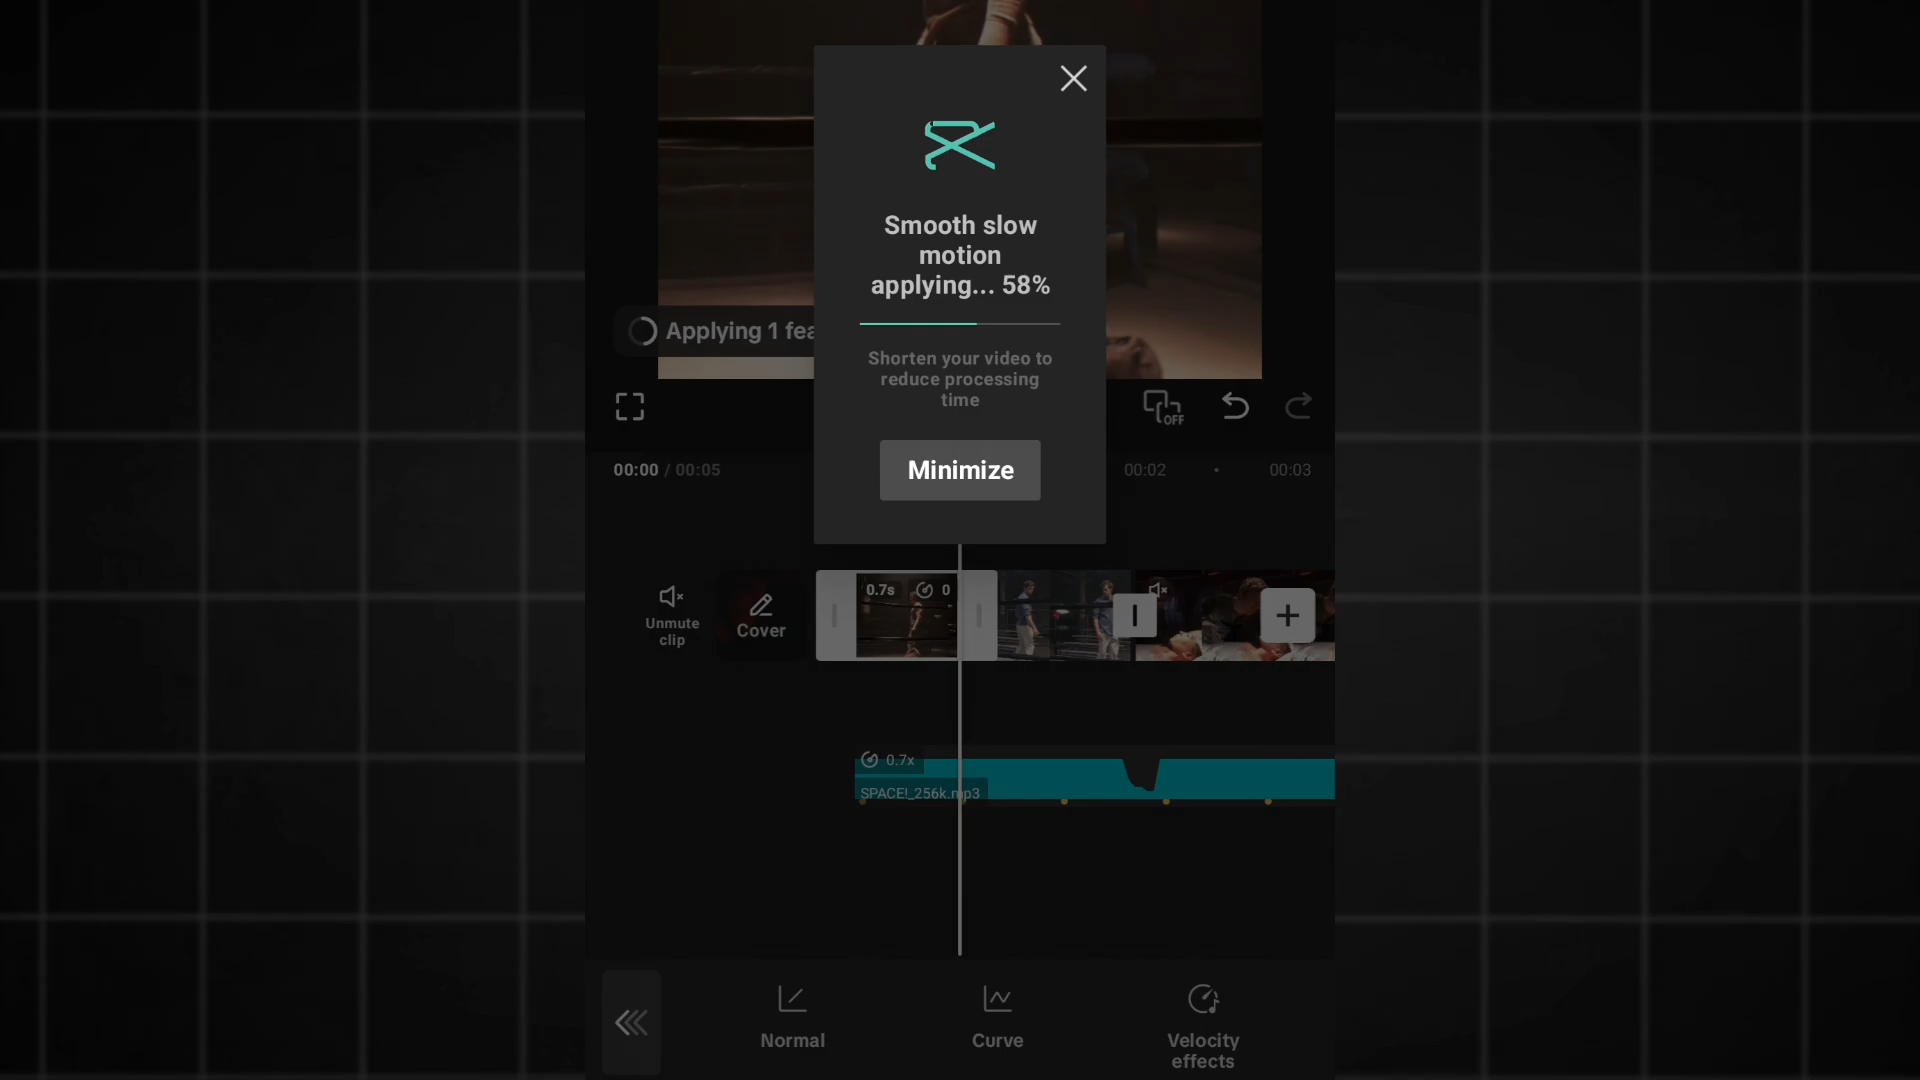 Smooth slow
motion
applying... 58%
Applying 1 fea
Shorten your video to
reduce processing
time
OFF
Minimize
00:00 / 00:05
00:02
00:03
0.7s
0
Unmute
clip
Cover
0.7x
SPACE!_256k.mp3
Normal
Curve
Velocity
effects